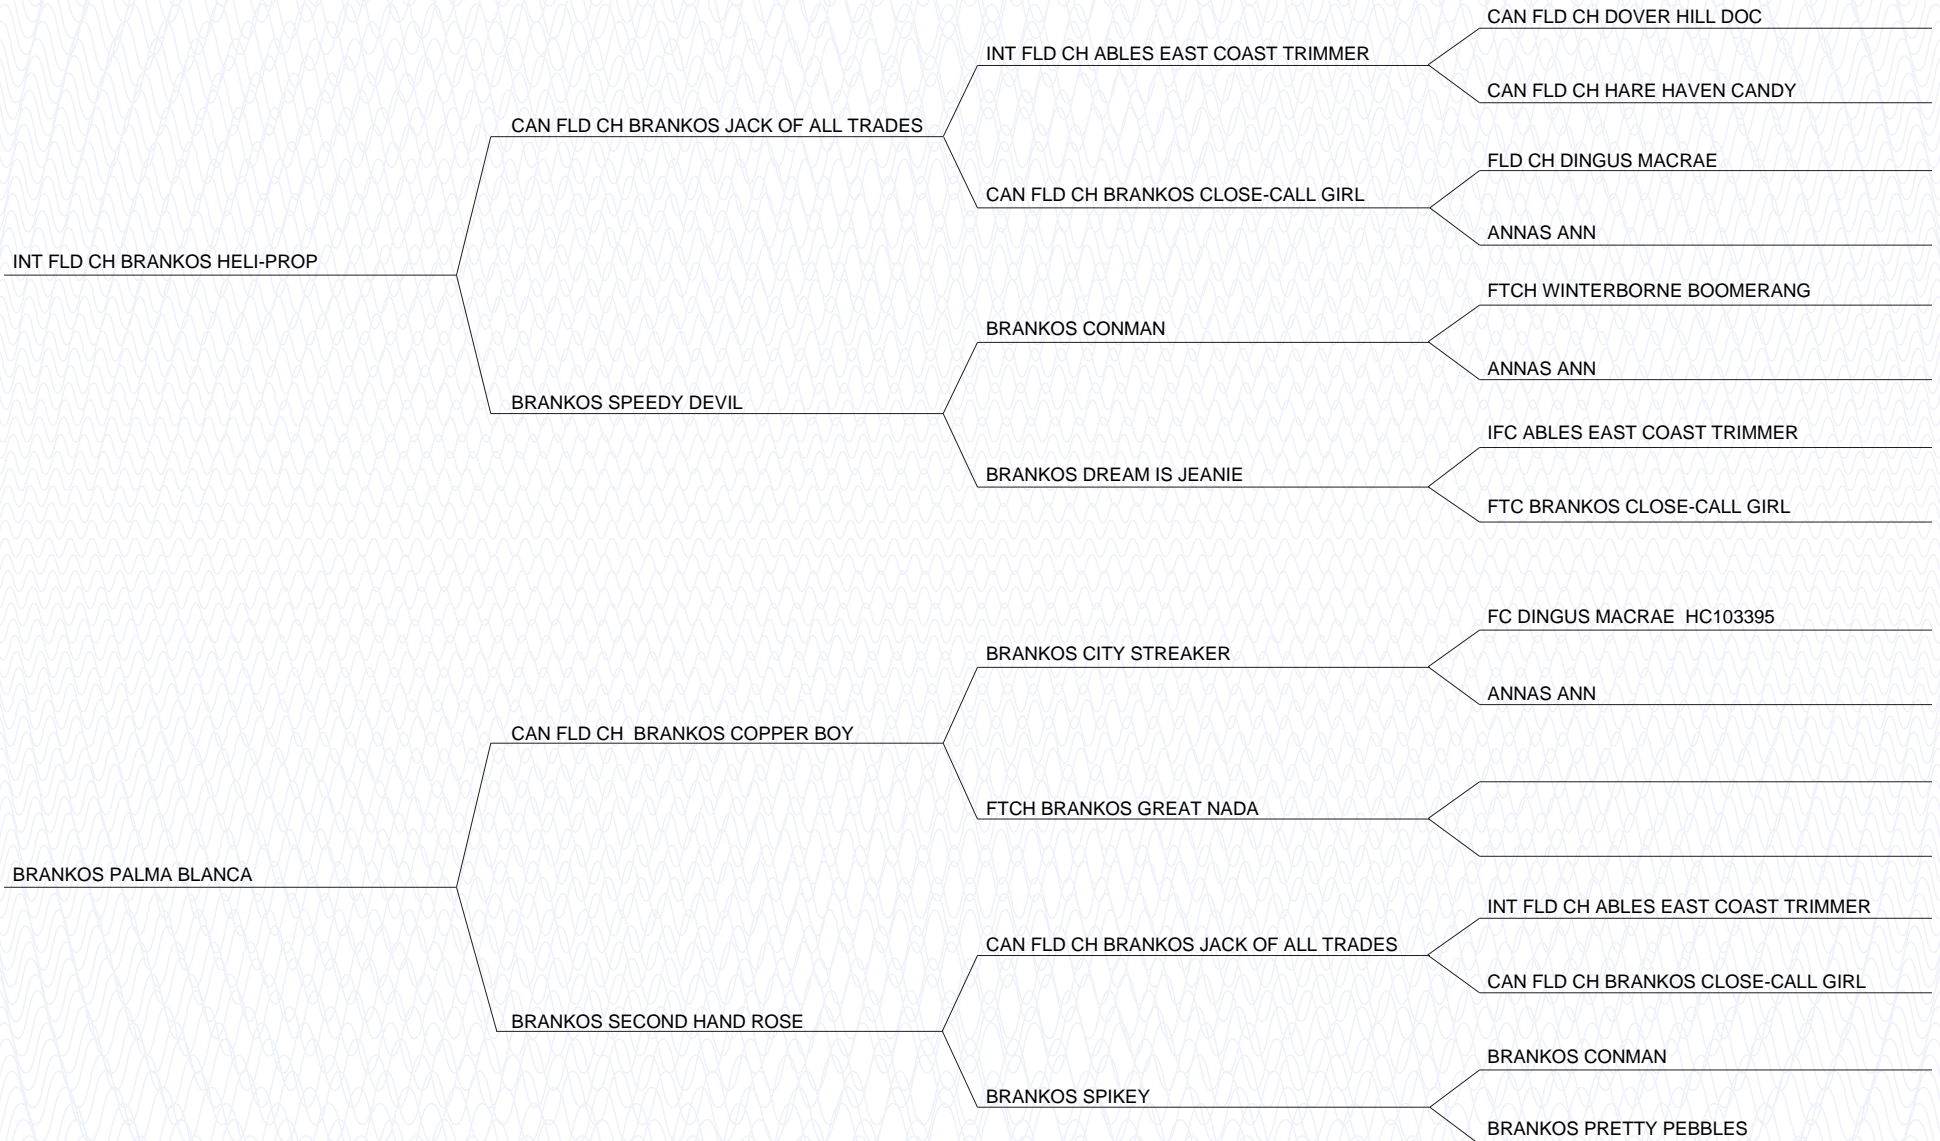 CAN FLD CH DOVER HILL DOC
INT FLD CH ABLES EAST COAST TRIMMER
CAN FLD CH HARE HAVEN CANDY
CAN FLD CH BRANKOS JACK OF ALL TRADES
FLD CH DINGUS MACRAE
CAN FLD CH BRANKOS CLOSE-CALL GIRL
ANNAS ANN
INT FLD CH BRANKOS HELI-PROP
FTCH WINTERBORNE BOOMERANG
BRANKOS CONMAN
ANNAS ANN
BRANKOS SPEEDY DEVIL
IFC ABLES EAST COAST TRIMMER
BRANKOS DREAM IS JEANIE
FTC BRANKOS CLOSE-CALL GIRL
FC DINGUS MACRAE  HC103395
BRANKOS CITY STREAKER
ANNAS ANN
CAN FLD CH  BRANKOS COPPER BOY
FTCH BRANKOS GREAT NADA
BRANKOS PALMA BLANCA
INT FLD CH ABLES EAST COAST TRIMMER
CAN FLD CH BRANKOS JACK OF ALL TRADES
CAN FLD CH BRANKOS CLOSE-CALL GIRL
BRANKOS SECOND HAND ROSE
BRANKOS CONMAN
BRANKOS SPIKEY
BRANKOS PRETTY PEBBLES